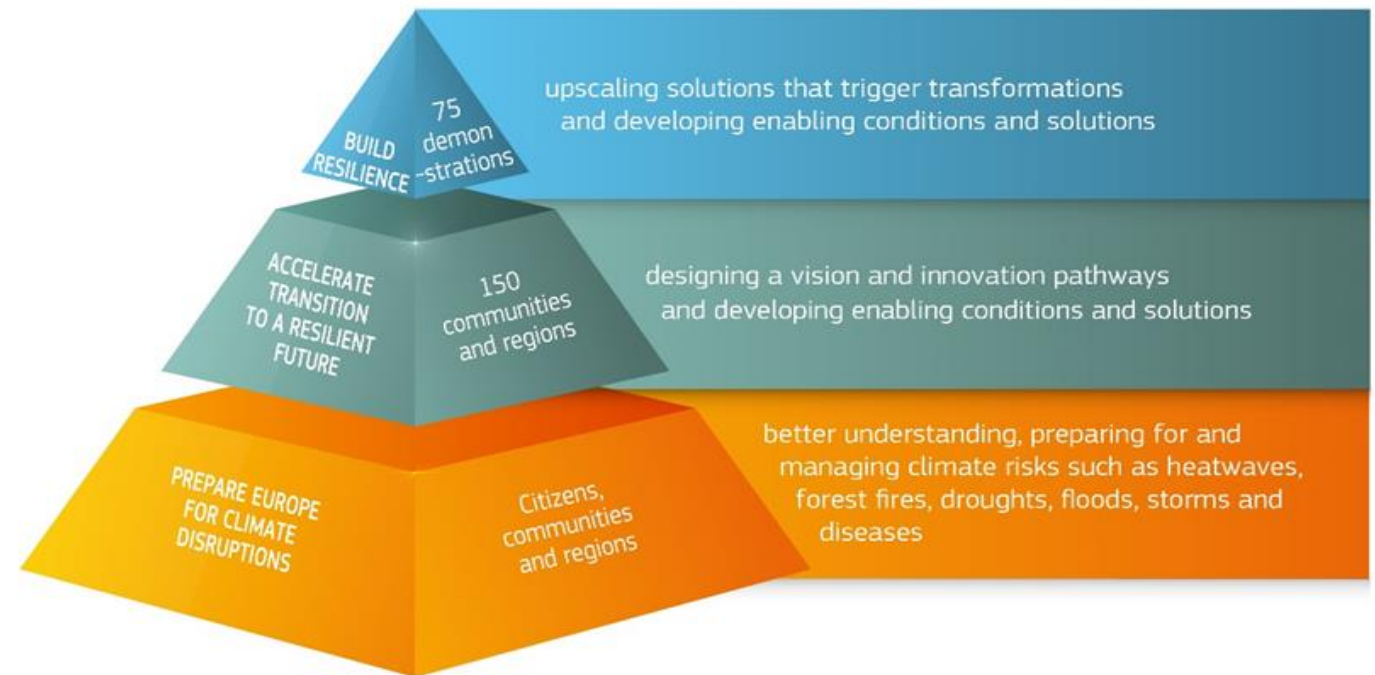 BUILD
RESILIENCE
75
demon
-strations
upscaling solutions that trigger transformations
and developing enabling conditions and solutions
ACCELERATE
TRANSITION
TO A RESILIENT
FUTURE
150
communities
and regions
designing a vision and innovation pathways
and developing enabling conditions and solutions
PREPARE EUROPE
FOR CLIMATE
DISRUPTIONS
Citizens,
communities
and regions
better understanding, preparing for and
managing climate risks such as heatwaves,
forest fires, droughts, floods, storms and
diseases